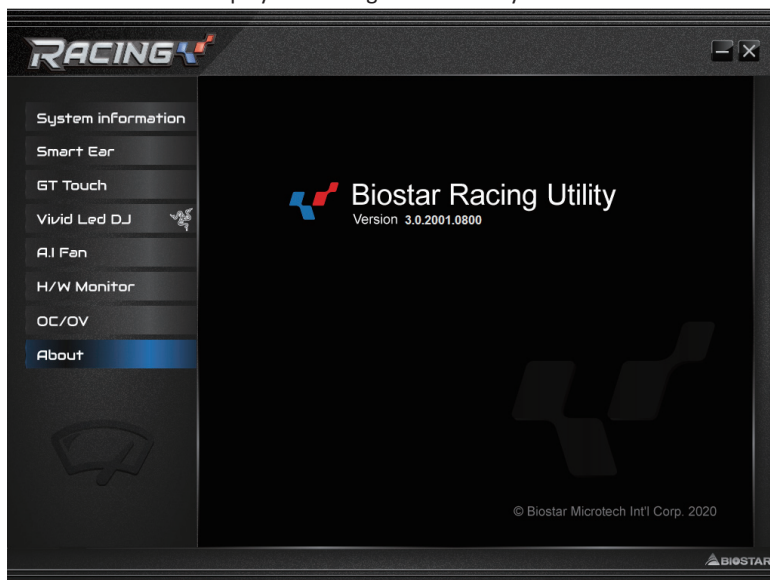 RACING
System information
Smart Ear
GT Touch
Vivid Led DJ
A.I Fan
H/W Monitor
OC/OV
About
Biostar Racing Utility
Version 3.0.2001.0800
© Biostar Microtech Int'l Corp. 2020
BIOSTAR